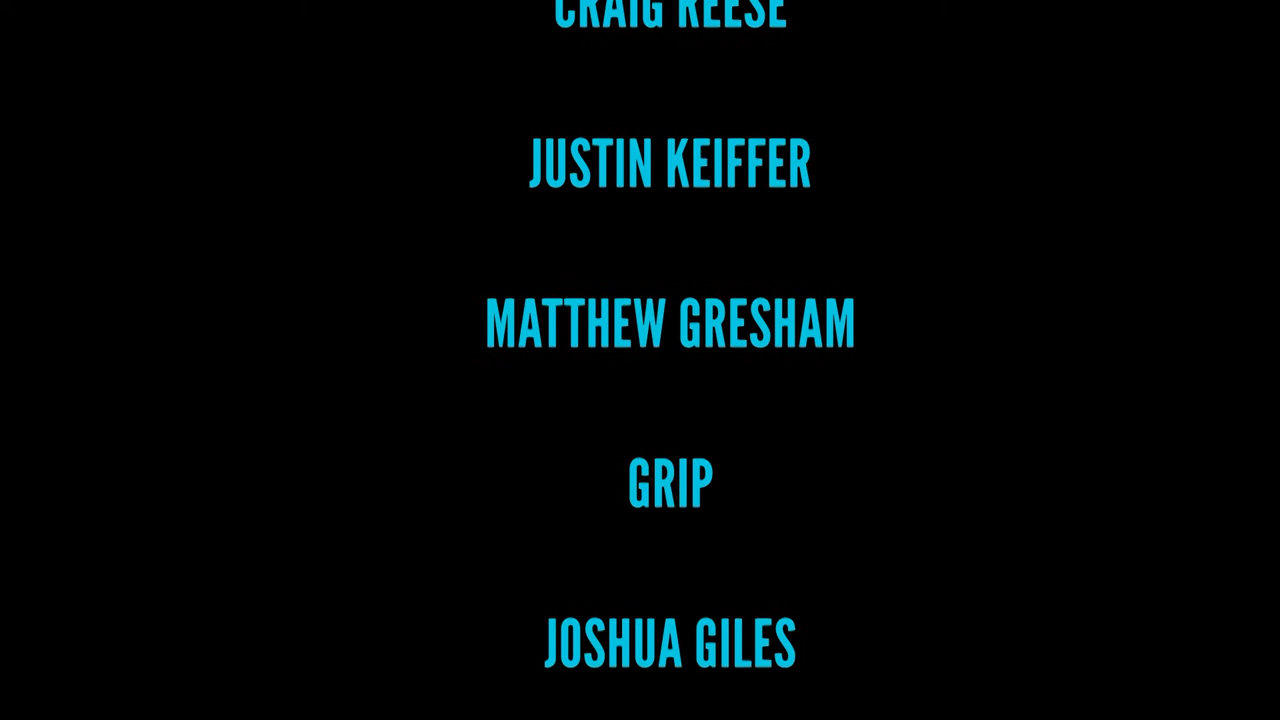 CRAIG REESE
JUSTIN KEIFFER
MATTHEW GRESHAM
GRIP
JOSHUA GILES